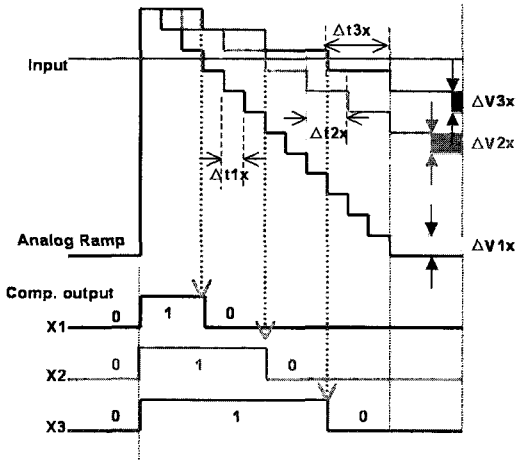 Δt3x
Input
ΔV3x
Δt2x
ΔV2x
Δt1x
Analog Ramp
ΔV1x
Comp. output
0 1 0
X1
0 1 0
X2
0 1 0
X3